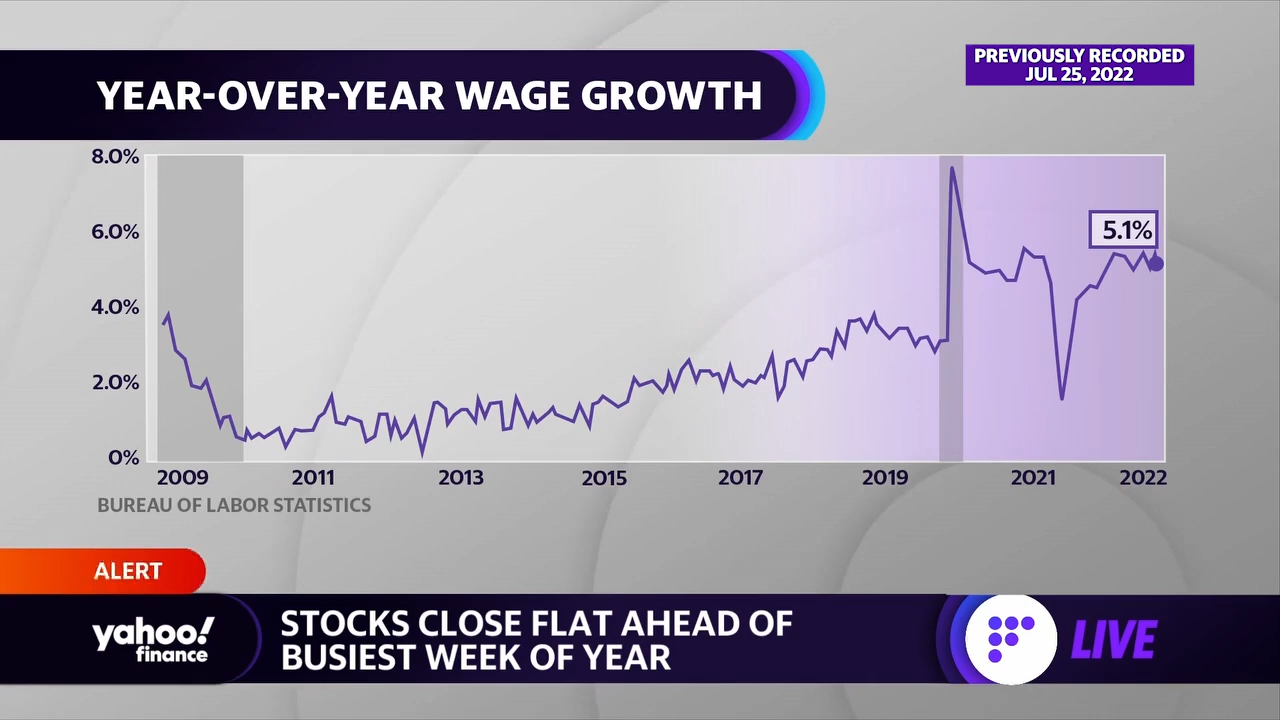 PREVIOUSLY RECORDED
JUL 25, 2022
YEAR-OVER-YEAR WAGE GROWTH
8.0%
6.0%
4.0%
2.0%
0%
5.1%
2009 2011 2013 2015 2017 2019 2021 2022
BUREAU OF LABOR STATISTICS
ALERT
yahoo!
finance
STOCKS CLOSE FLAT AHEAD OF
BUSIEST WEEK OF YEAR
LIVE